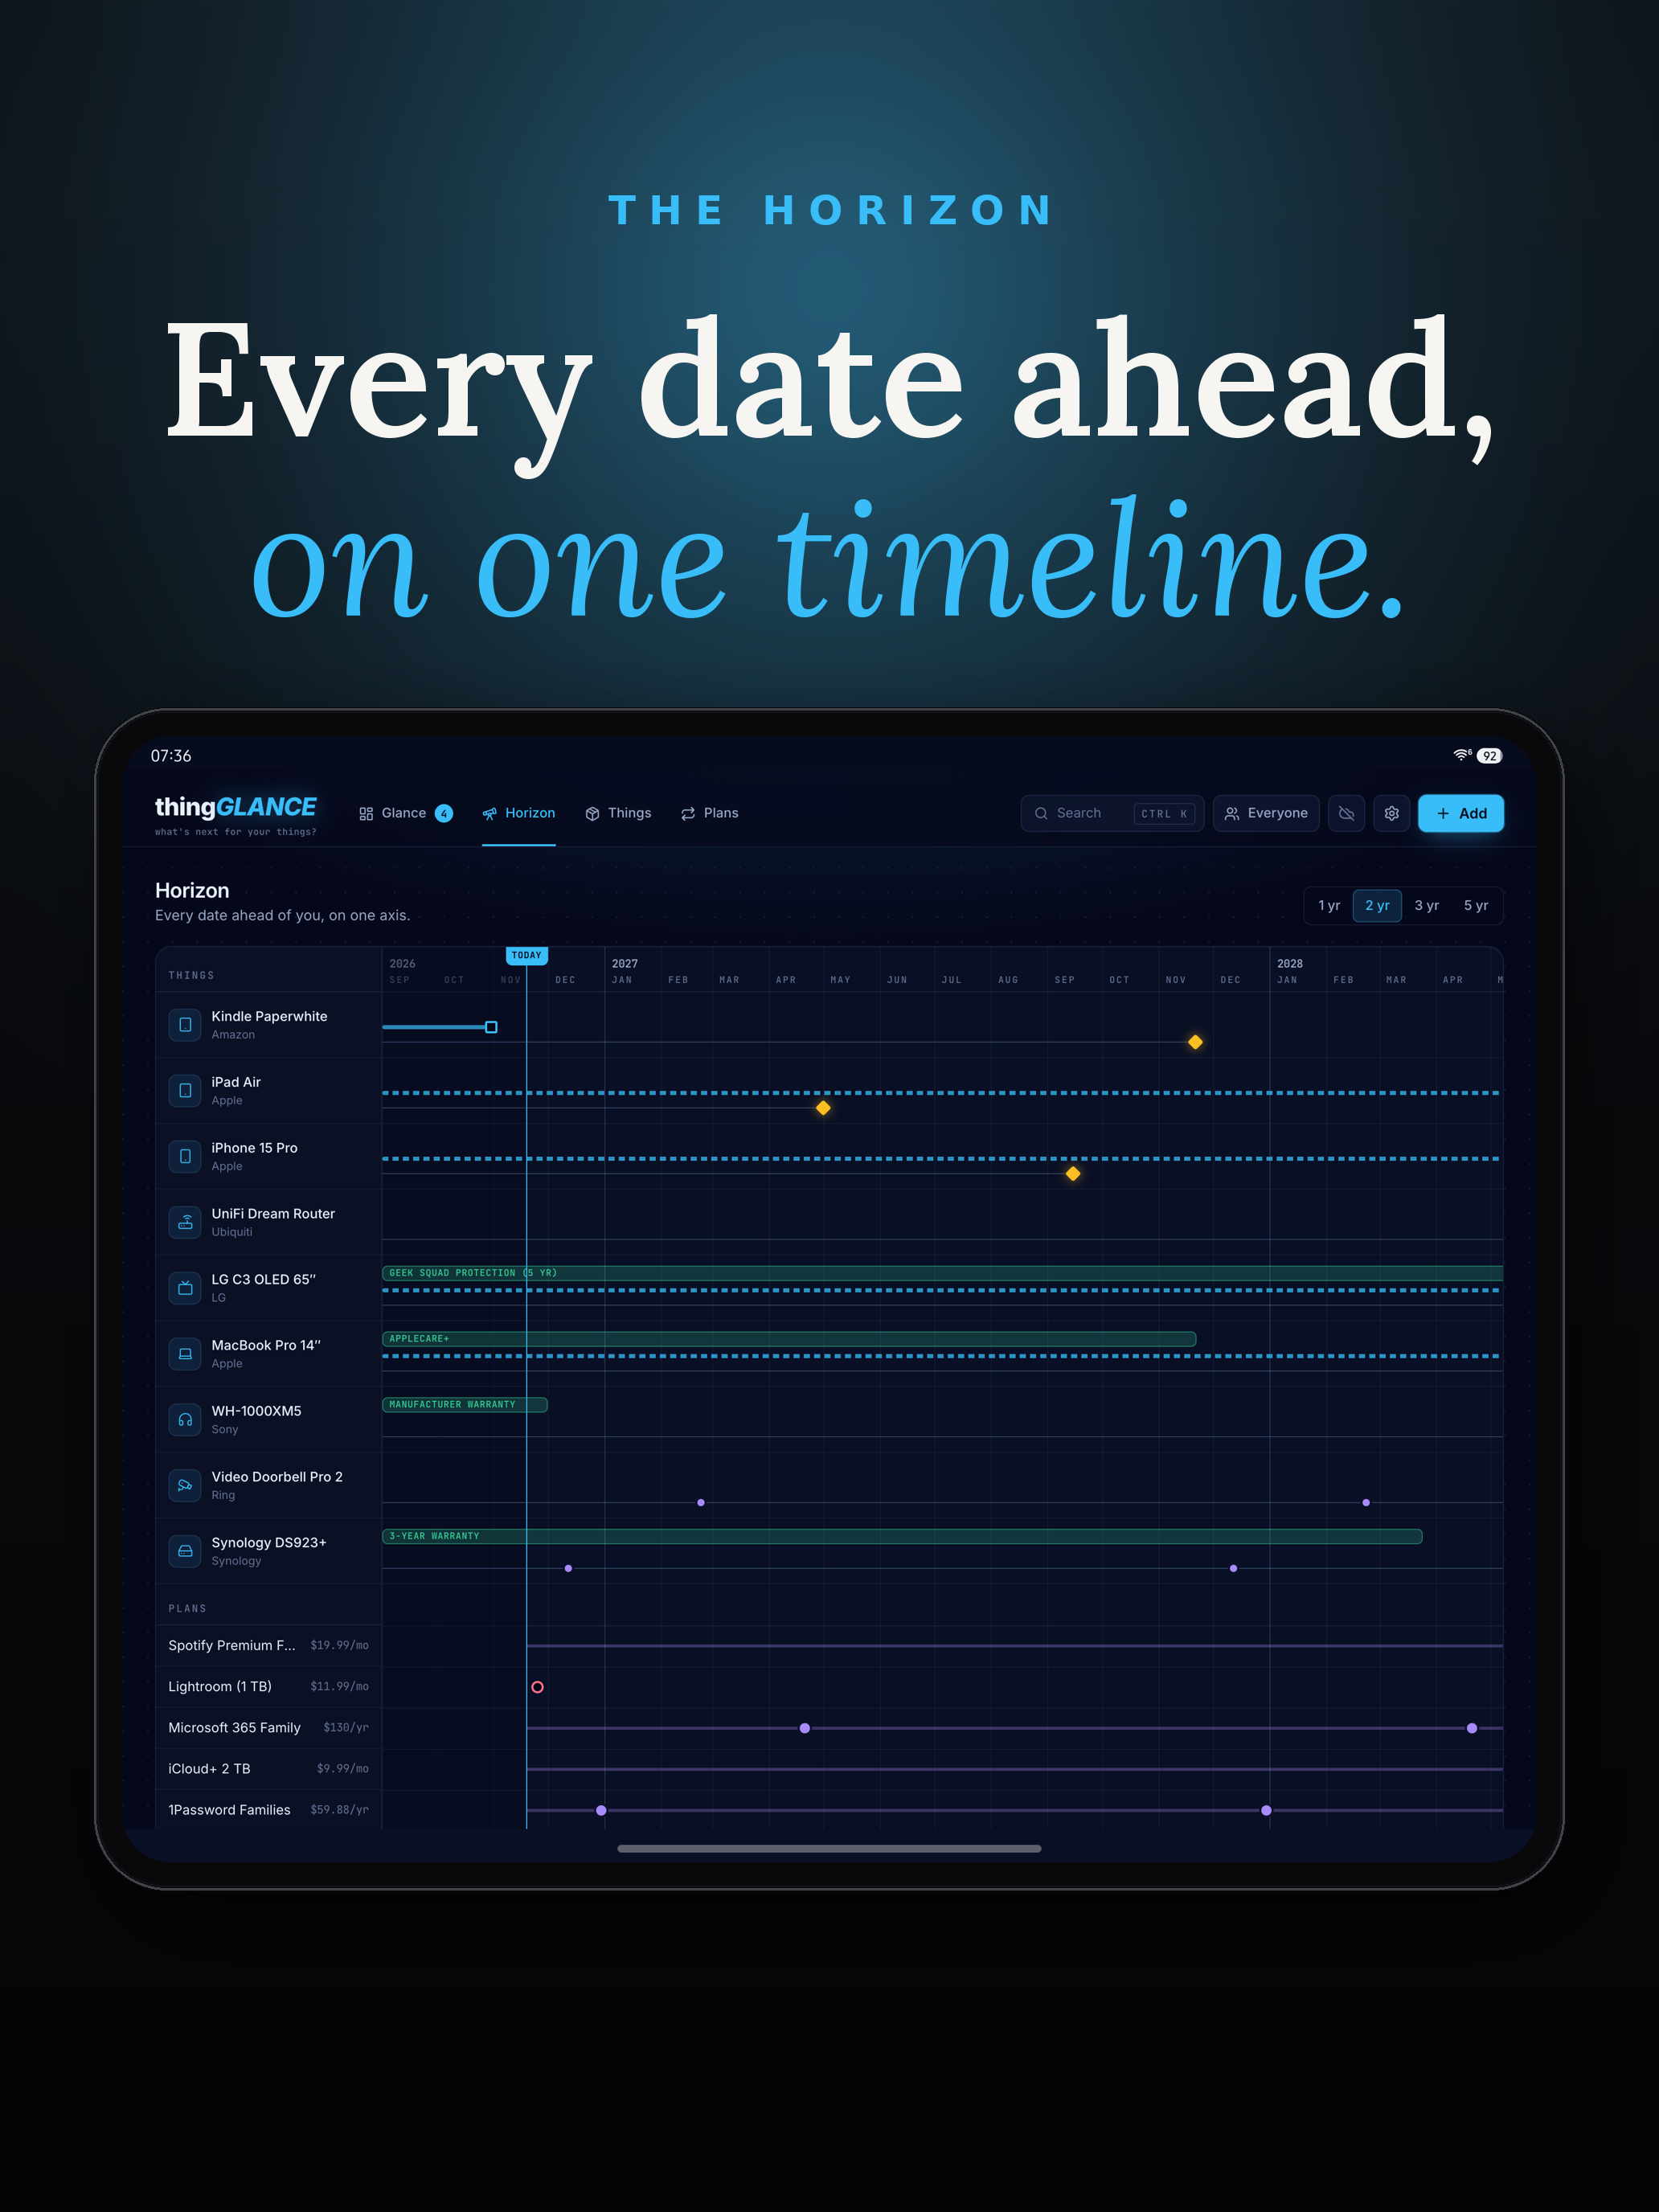 THE HORIZON
Every date ahead,
on one timeline.
07:36
6 92
thingGLANCE
what's next for your things?
Glance 4
Horizon
Things
Plans
Search CTRL K
Everyone
Add
Horizon
Every date ahead of you, on one axis.
1 yr 2 yr 3 yr 5 yr
TODAY
THINGS
2026 2027 2028
SEP OCT NOV DEC JAN FEB MAR APR MAY JUN JUL AUG SEP OCT NOV DEC JAN FEB MAR APR M
Kindle Paperwhite
Amazon
iPad Air
Apple
iPhone 15 Pro
Apple
UniFi Dream Router
Ubiquiti
LG C3 OLED 65″
LG
GEEK SQUAD PROTECTION (5 YR)
MacBook Pro 14″
Apple
APPLECARE+
WH-1000XM5
Sony
MANUFACTURER WARRANTY
Video Doorbell Pro 2
Ring
Synology DS923+
Synology
3-YEAR WARRANTY
PLANS
Spotify Premium F... $19.99/mo
Lightroom (1 TB) $11.99/mo
Microsoft 365 Family $130/yr
iCloud+ 2 TB $9.99/mo
1Password Families $59.88/yr